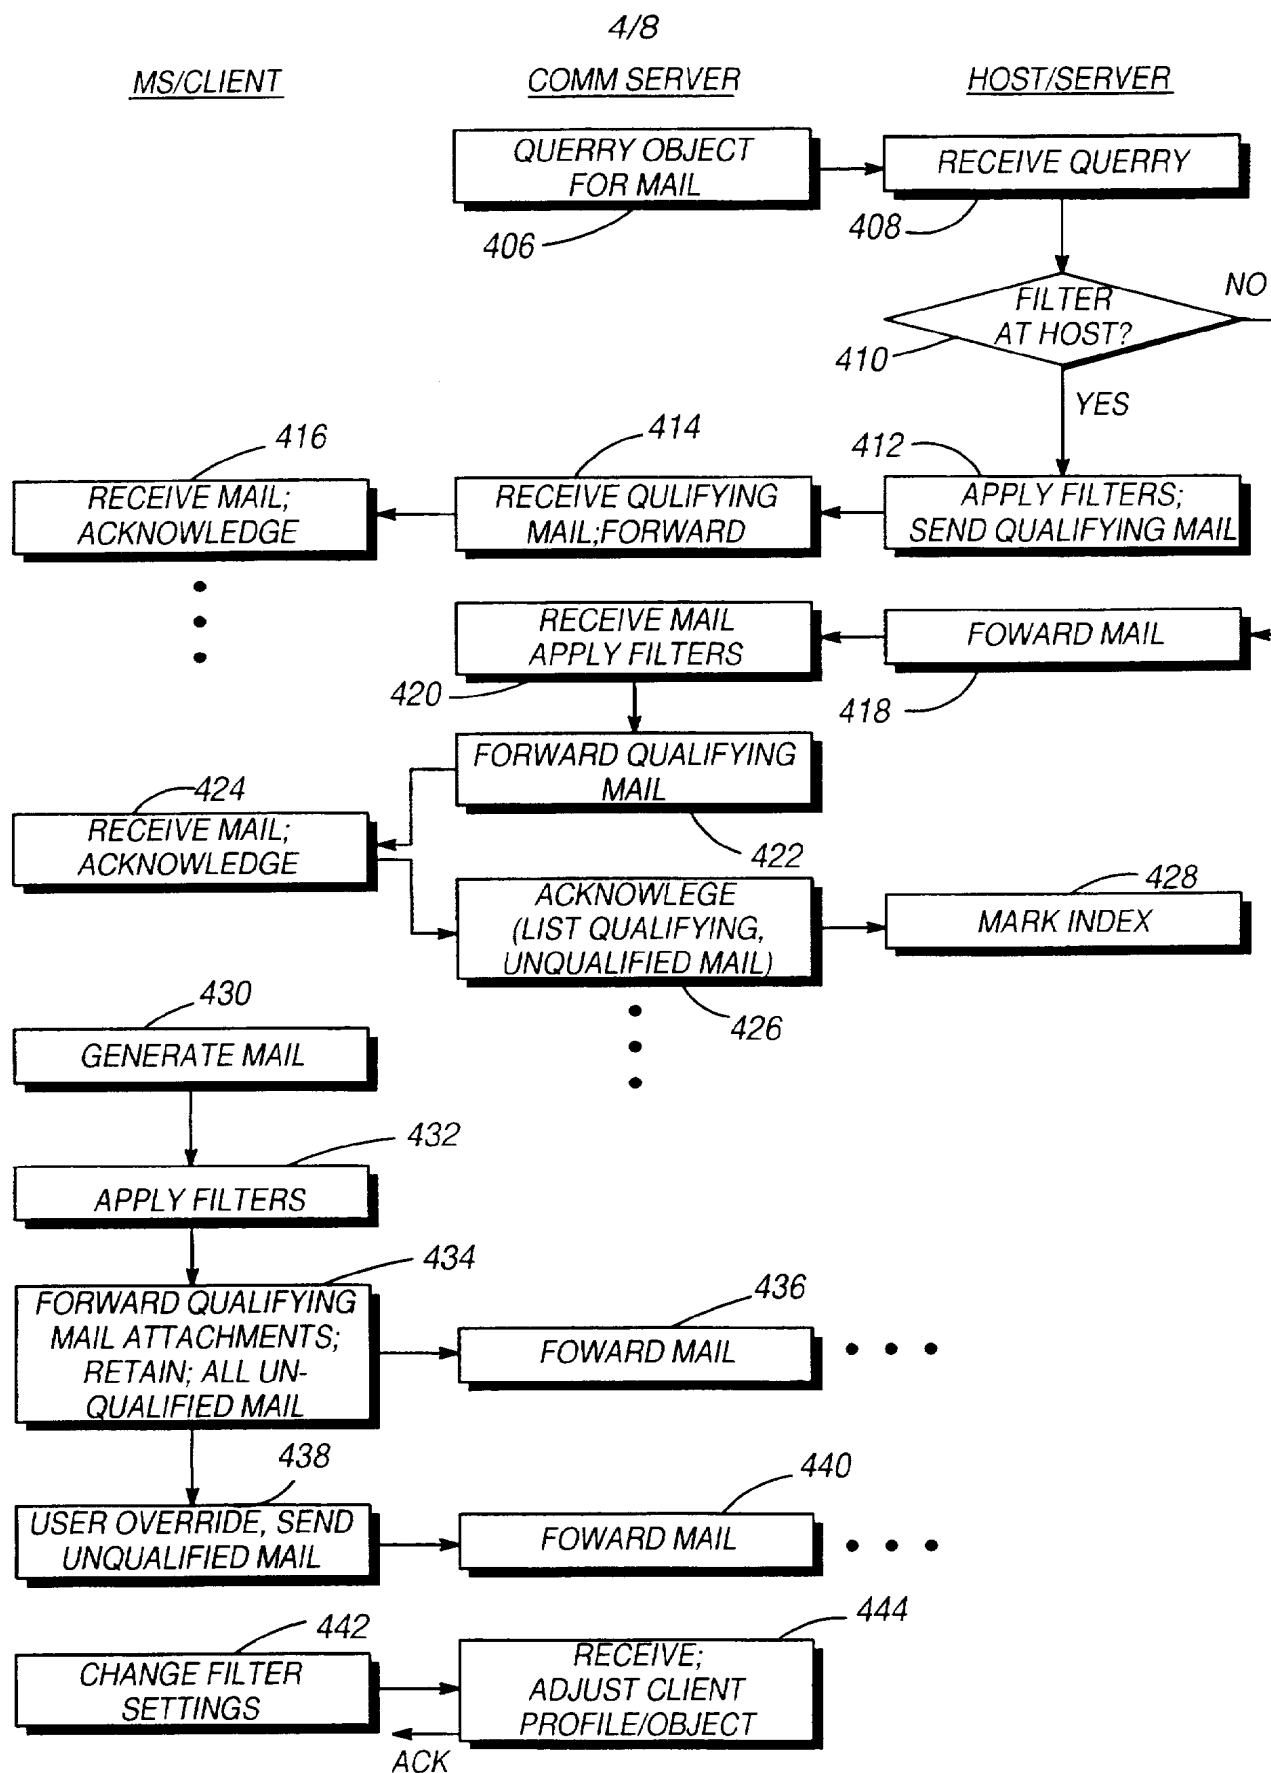 4/8
MS/CLIENT
COMM SERVER
HOST/SERVER
QUERRY OBJECT
FOR MAIL
406
RECEIVE QUERRY
408
FILTER
AT HOST?
410
NO
YES
416
RECEIVE MAIL;
ACKNOWLEDGE
414
RECEIVE QULIFYING
MAIL;FORWARD
412
APPLY FILTERS;
SEND QUALIFYING MAIL
RECEIVE MAIL
APPLY FILTERS
420
FOWARD MAIL
418
FORWARD QUALIFYING
MAIL
422
424
RECEIVE MAIL;
ACKNOWLEDGE
ACKNOWLEGE
(LIST QUALIFYING,
UNQUALIFIED MAIL)
426
428
MARK INDEX
430
GENERATE MAIL
432
APPLY FILTERS
434
FORWARD QUALIFYING
MAIL ATTACHMENTS;
RETAIN; ALL UN-
QUALIFIED MAIL
436
FOWARD MAIL
438
USER OVERRIDE, SEND
UNQUALIFIED MAIL
440
FOWARD MAIL
442
CHANGE FILTER
SETTINGS
444
RECEIVE;
ADJUST CLIENT
PROFILE/OBJECT
ACK